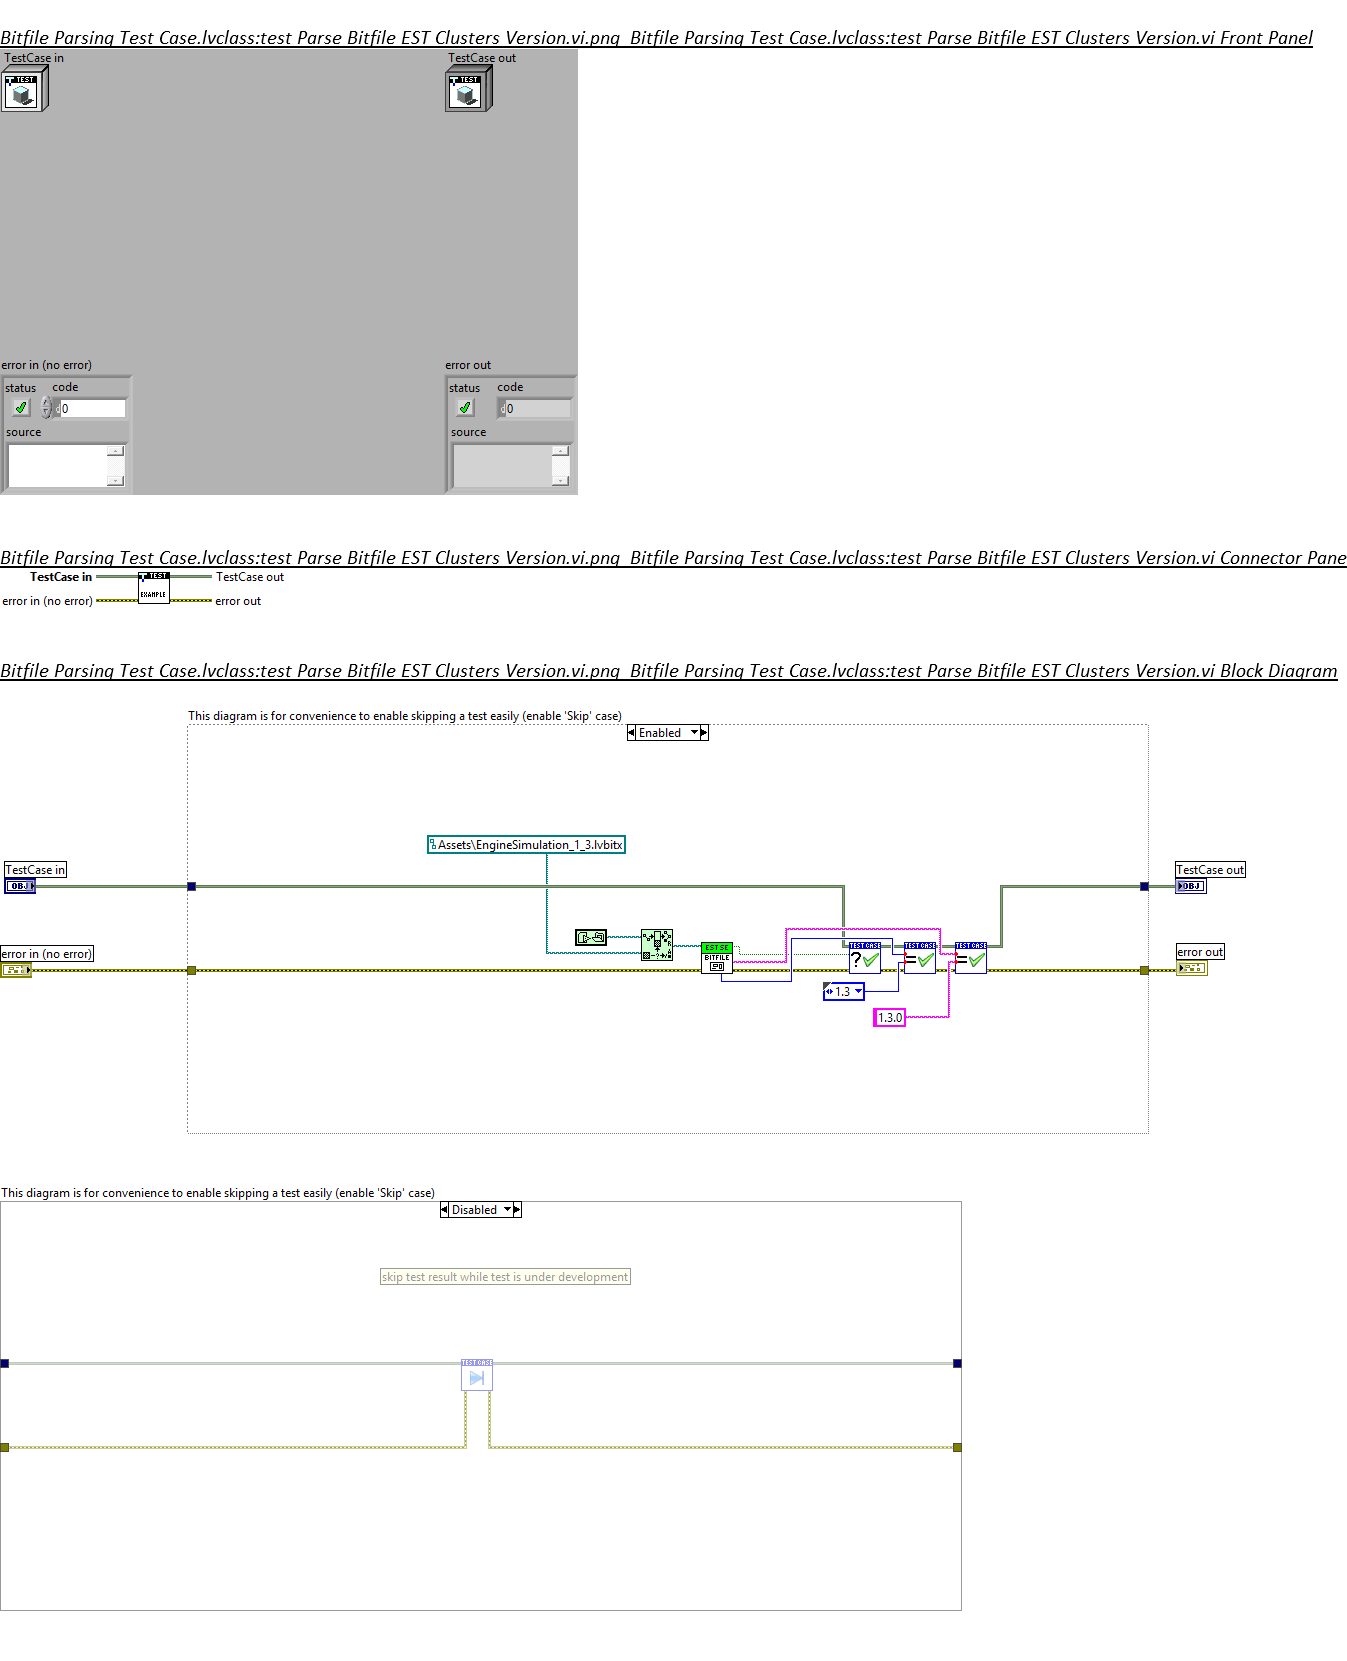 Bitfile Parsing Test Case.lvclass:test Parse Bitfile EST Clusters Version.vi.png  Bitfile Parsing Test Case.lvclass:test Parse Bitfile EST Clusters Version.vi Front Panel
TestCase in
TestCase out
TEST
TEST
error in (no error)
error out
status code
status code
d0
d0
source
source
Bitfile Parsing Test Case.lvclass:test Parse Bitfile EST Clusters Version.vi.png  Bitfile Parsing Test Case.lvclass:test Parse Bitfile EST Clusters Version.vi Connector Pane
TestCase in
TEST
TestCase out
error in (no error)
EXAMPLE
error out
Bitfile Parsing Test Case.lvclass:test Parse Bitfile EST Clusters Version.vi.png  Bitfile Parsing Test Case.lvclass:test Parse Bitfile EST Clusters Version.vi Block Diagram
This diagram is for convenience to enable skipping a test easily (enable 'Skip' case)
Enabled
Assets\EngineSimulation_1_3.lvbitx
TestCase in
OBJ
TestCase out
OBJ
error in (no error)
EST SE
BITFILE
TEST CASE
TEST CASE
TEST CASE
?
=
=
error out
1.3
1.3.0
This diagram is for convenience to enable skipping a test easily (enable 'Skip' case)
Disabled
skip test result while test is under development
TEST CASE